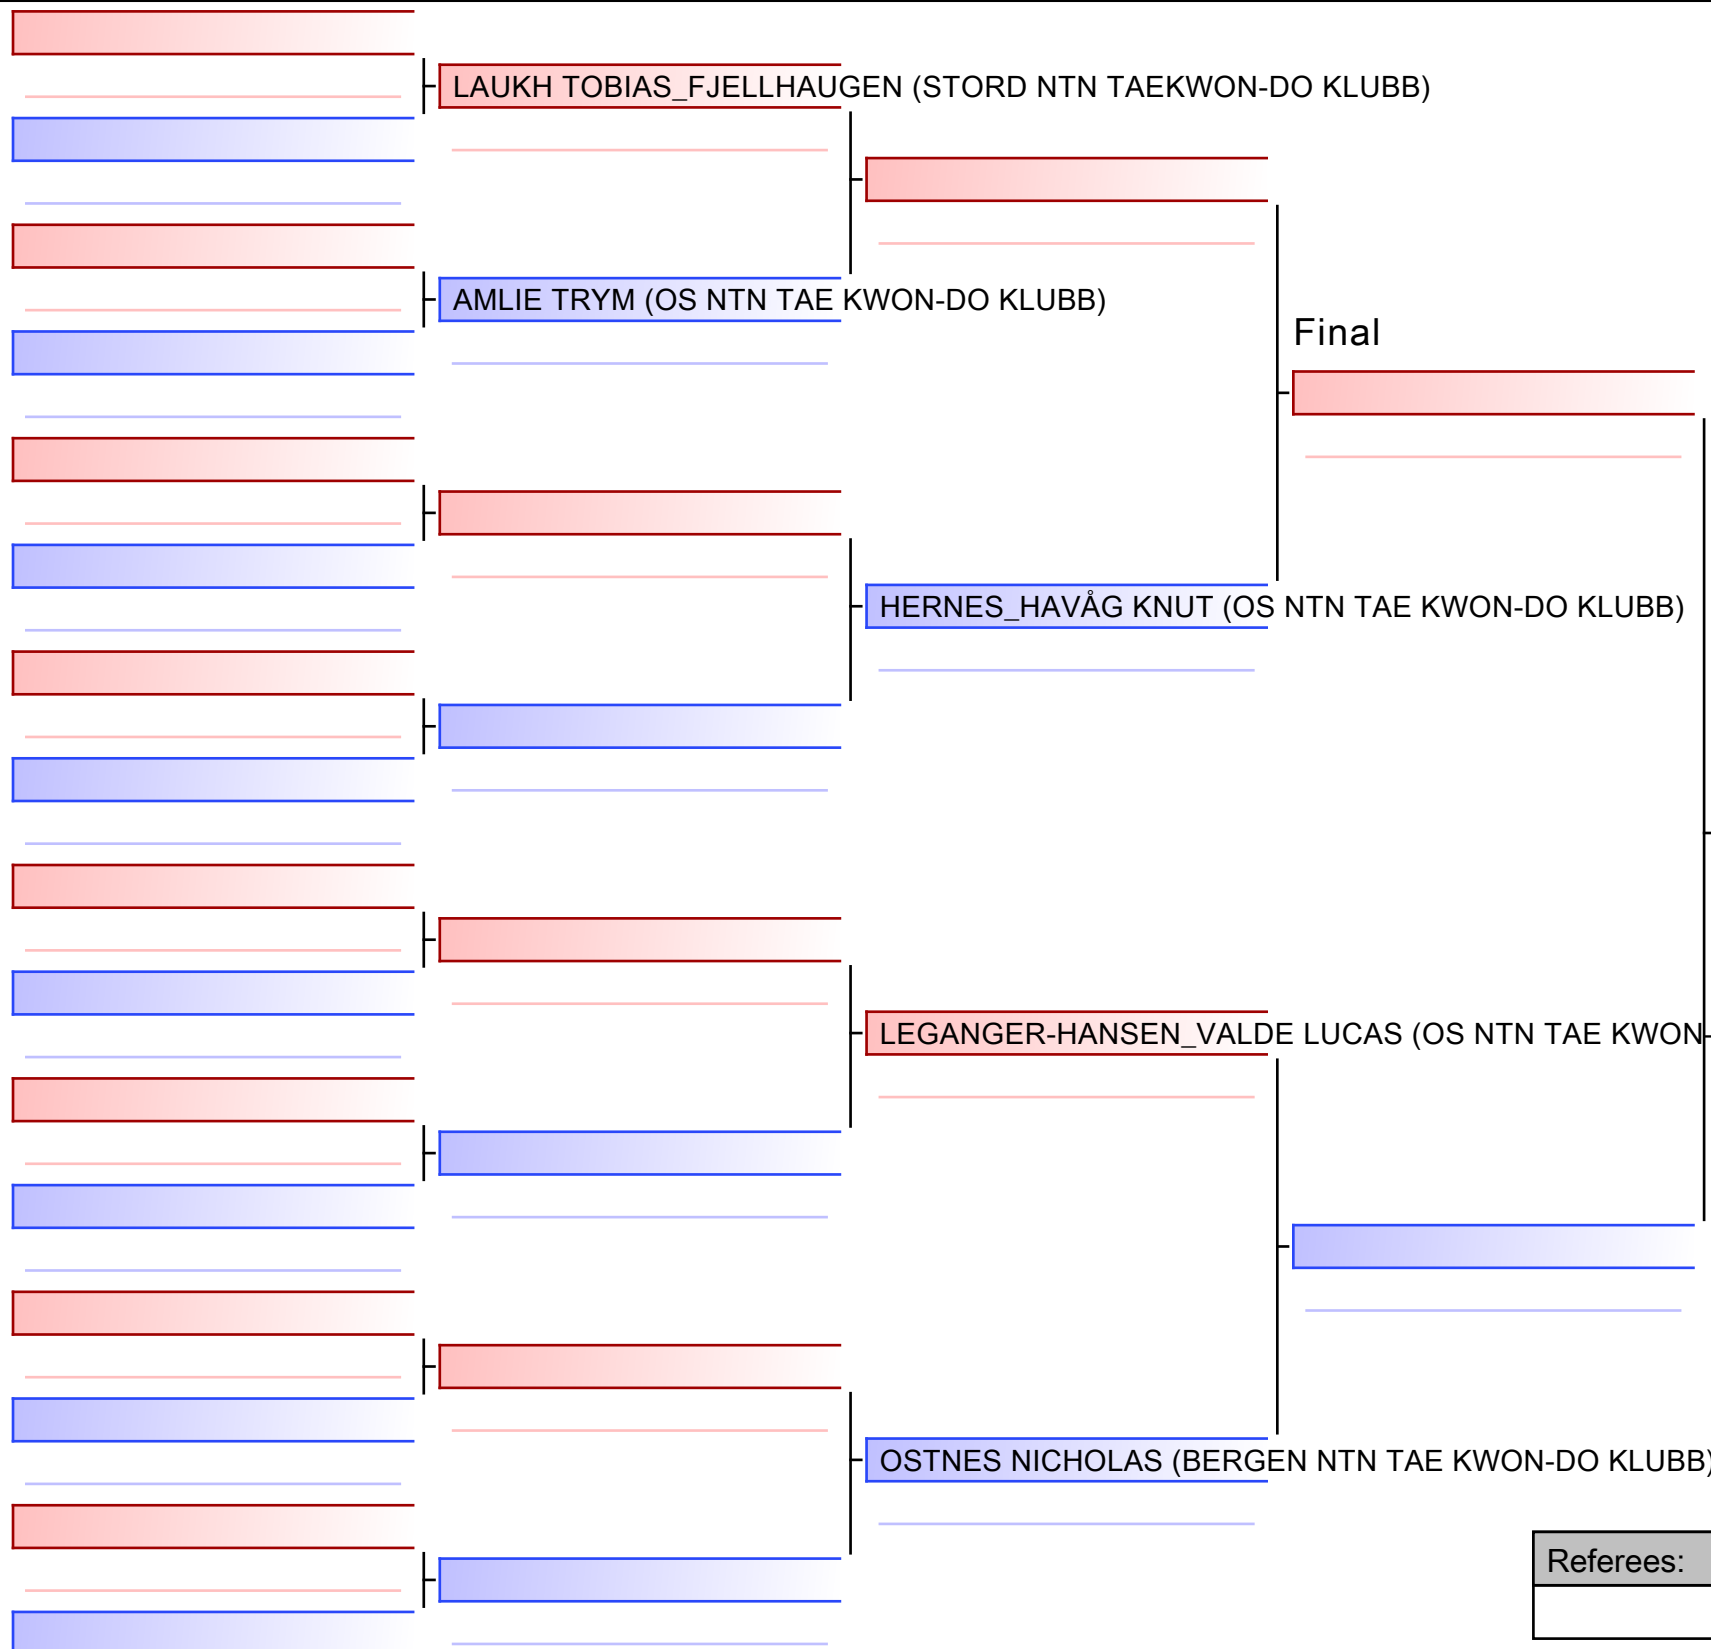 LAUKH TOBIAS_FJELLHAUGEN (STORD NTN TAEKWON-DO KLUBB)
AMLIE TRYM (OS NTN TAE KWON-DO KLUBB)
Final
HERNES_HAVÅG KNUT (OS NTN TAE KWON-DO KLUBB)
LEGANGER-HANSEN_VALDE LUCAS (OS NTN TAE KWON-
OSTNES NICHOLAS (BERGEN NTN TAE KWON-DO KLUBB)
Referees: